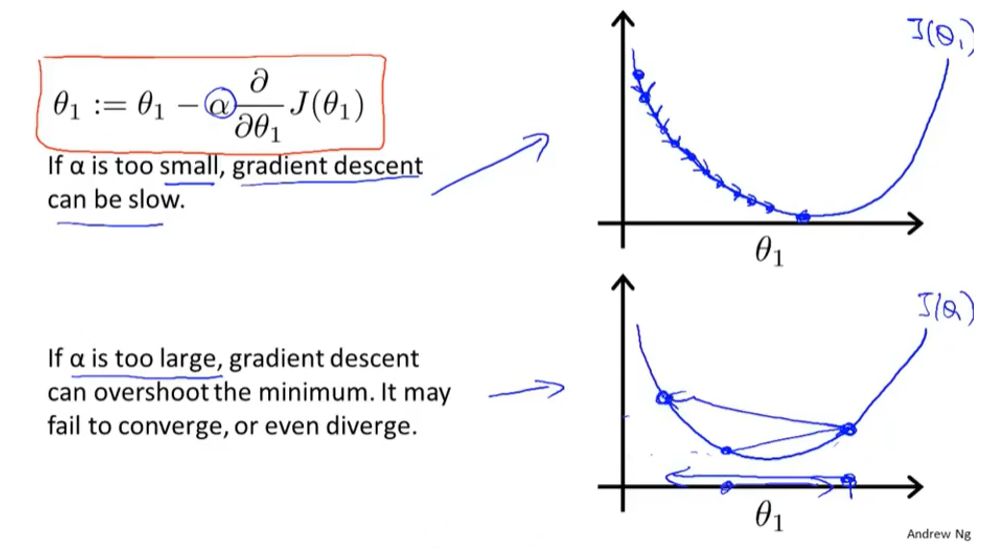 θ₁ := θ₁ − α ∂/∂θ₁ J(θ₁)
If α is too small, gradient descent
can be slow.
J(θ₁)
θ₁
If α is too large, gradient descent
can overshoot the minimum. It may
fail to converge, or even diverge.
J(θ)
θ₁
Andrew Ng